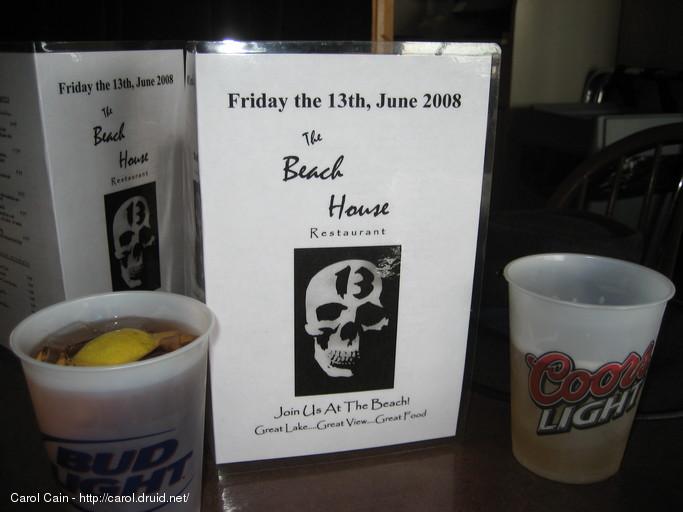 Friday the 13th, June 2008
The
Beach
House
Restaurant
13
Friday the 13th, June 2008
The
Beach
House
Restaurant
13
Join Us At The Beach!
Great Lake....Great View....Great Food
BUD
LIGHT
Coors
LIGHT
Carol Cain - http://carol.druid.net/